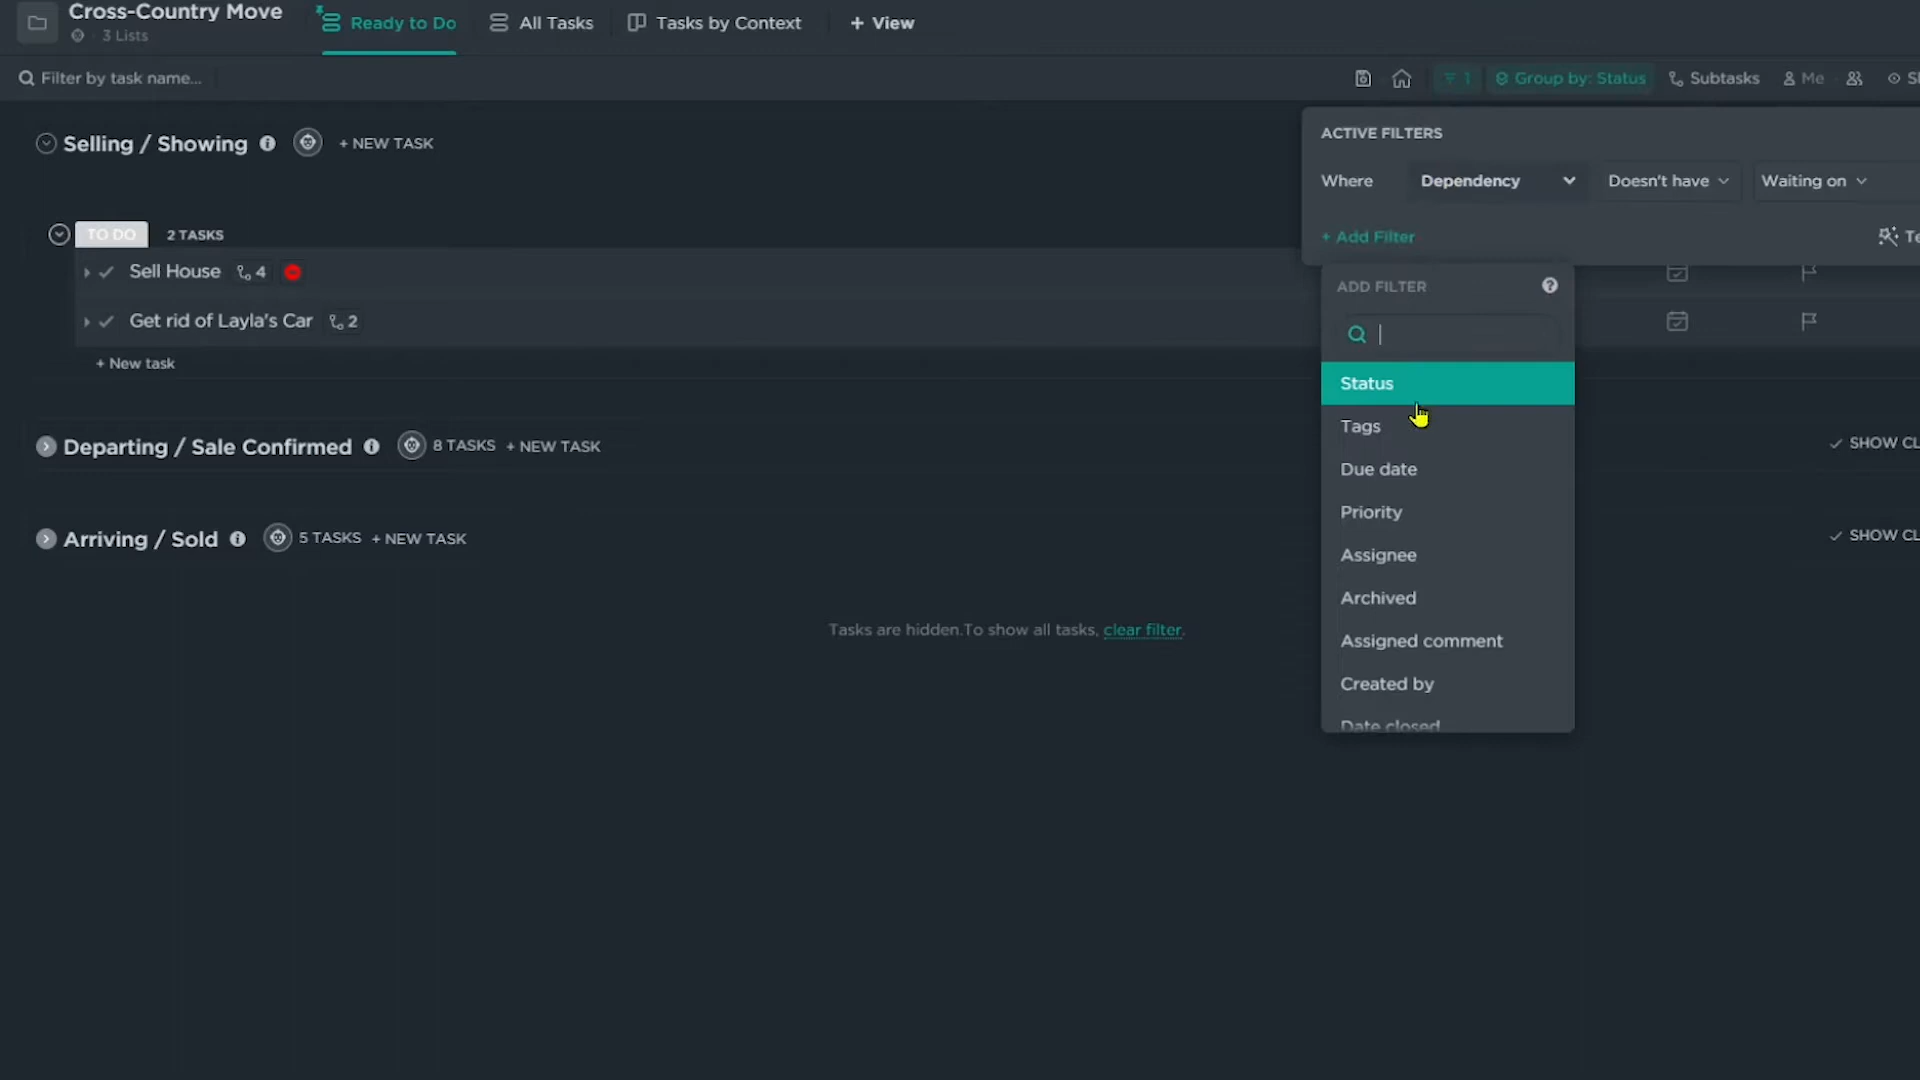 Cross-Country Move
3 Lists
Ready to Do
All Tasks
Tasks by Context
+ View
Filter by task name...
1
Group by: Status
Subtasks
Me
ACTIVE FILTERS
Where
Dependency
Doesn't have
Waiting on
+ Add Filter
Selling / Showing
+ NEW TASK
TO DO
2 TASKS
Sell House
4
Get rid of Layla's Car
2
+ New task
Departing / Sale Confirmed
8 TASKS
+ NEW TASK
Arriving / Sold
5 TASKS
+ NEW TASK
Tasks are hidden.To show all tasks, clear filter.
ADD FILTER
Status
Tags
Due date
Priority
Assignee
Archived
Assigned comment
Created by
Date closed
SHOW
SHOW